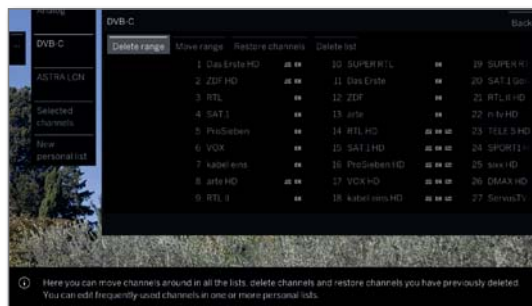 Analog
DVB-C
Back
DVB-C
Delete range Move range Restore channels Delete list
ASTRA LCN
Selected channels
New personal list
1 Das Erste HD
2 ZDF HD
3 RTL
4 SAT.1
5 ProSieben
6 VOX
7 kabel eins
8 arte HD
9 RTL II
10 SUPER RTL
11 Das Erste
12 ZDF
13 arte
14 RTL HD
15 SAT.1 HD
16 ProSieben HD
17 VOX HD
18 kabel eins HD
19 SUPER RT
20 SAT.1 Go
21 RTL II HD
22 n-tv HD
23 TELE 5 HD
24 SPORT1
25 sixx HD
26 DMAX HD
27 ServusTV
Here you can move channels around in all the lists, delete channels and restore channels you have previously deleted.
You can edit frequently used channels in one or more personal lists.